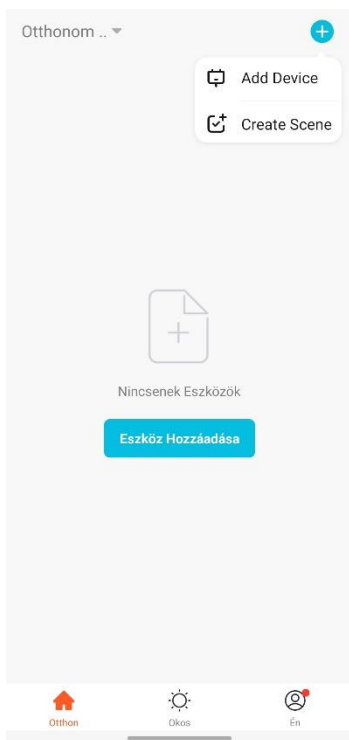 Otthonom ..
Add Device
Create Scene
Nincsenek Eszközök
Eszköz Hozzáadása
Otthon
Okos
Én